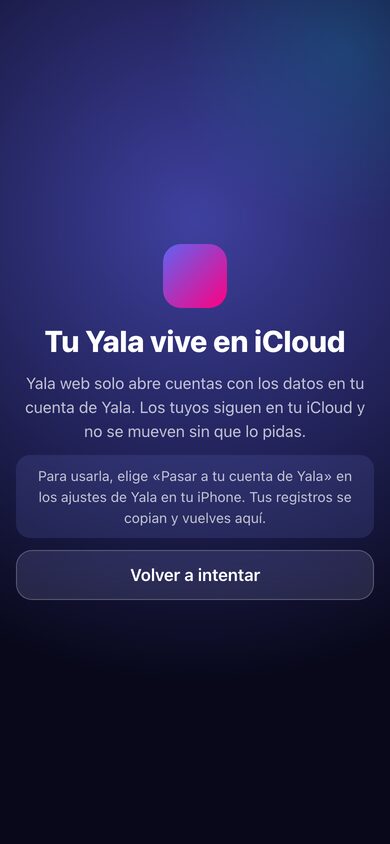 Tu Yala vive en iCloud
Yala web solo abre cuentas con los datos en tu
cuenta de Yala. Los tuyos siguen en tu iCloud y
no se mueven sin que lo pidas.
Para usarla, elige «Pasar a tu cuenta de Yala» en
los ajustes de Yala en tu iPhone. Tus registros se
copian y vuelves aquí.
Volver a intentar